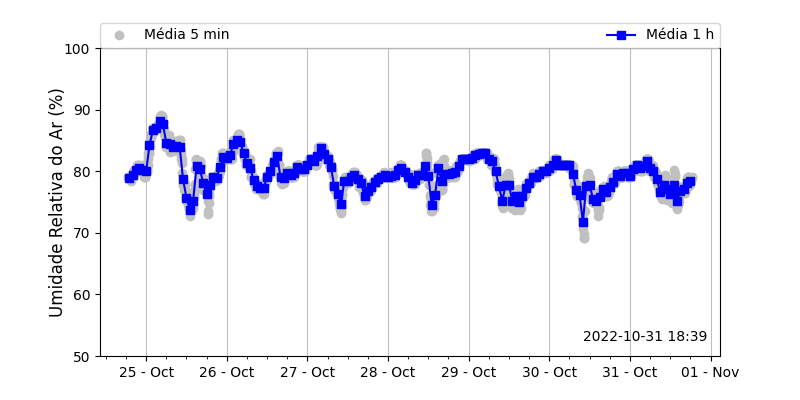 Média 5 min Média 1 h
100
90
80
70
60
50
Umidade Relativa do Ar (%)
2022-10-31 18:39
25 - Oct 26 - Oct 27 - Oct 28 - Oct 29 - Oct 30 - Oct 31 - Oct 01 - Nov